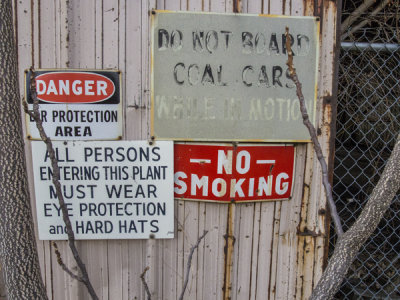 DO NOT BOARD
COAL CARS
WHILE IN MOTION
DANGER
EAR PROTECTION
AREA
ALL PERSONS
ENTERING THIS PLANT
MUST WEAR
EYE PROTECTION
and HARD HATS
NO
SMOKING